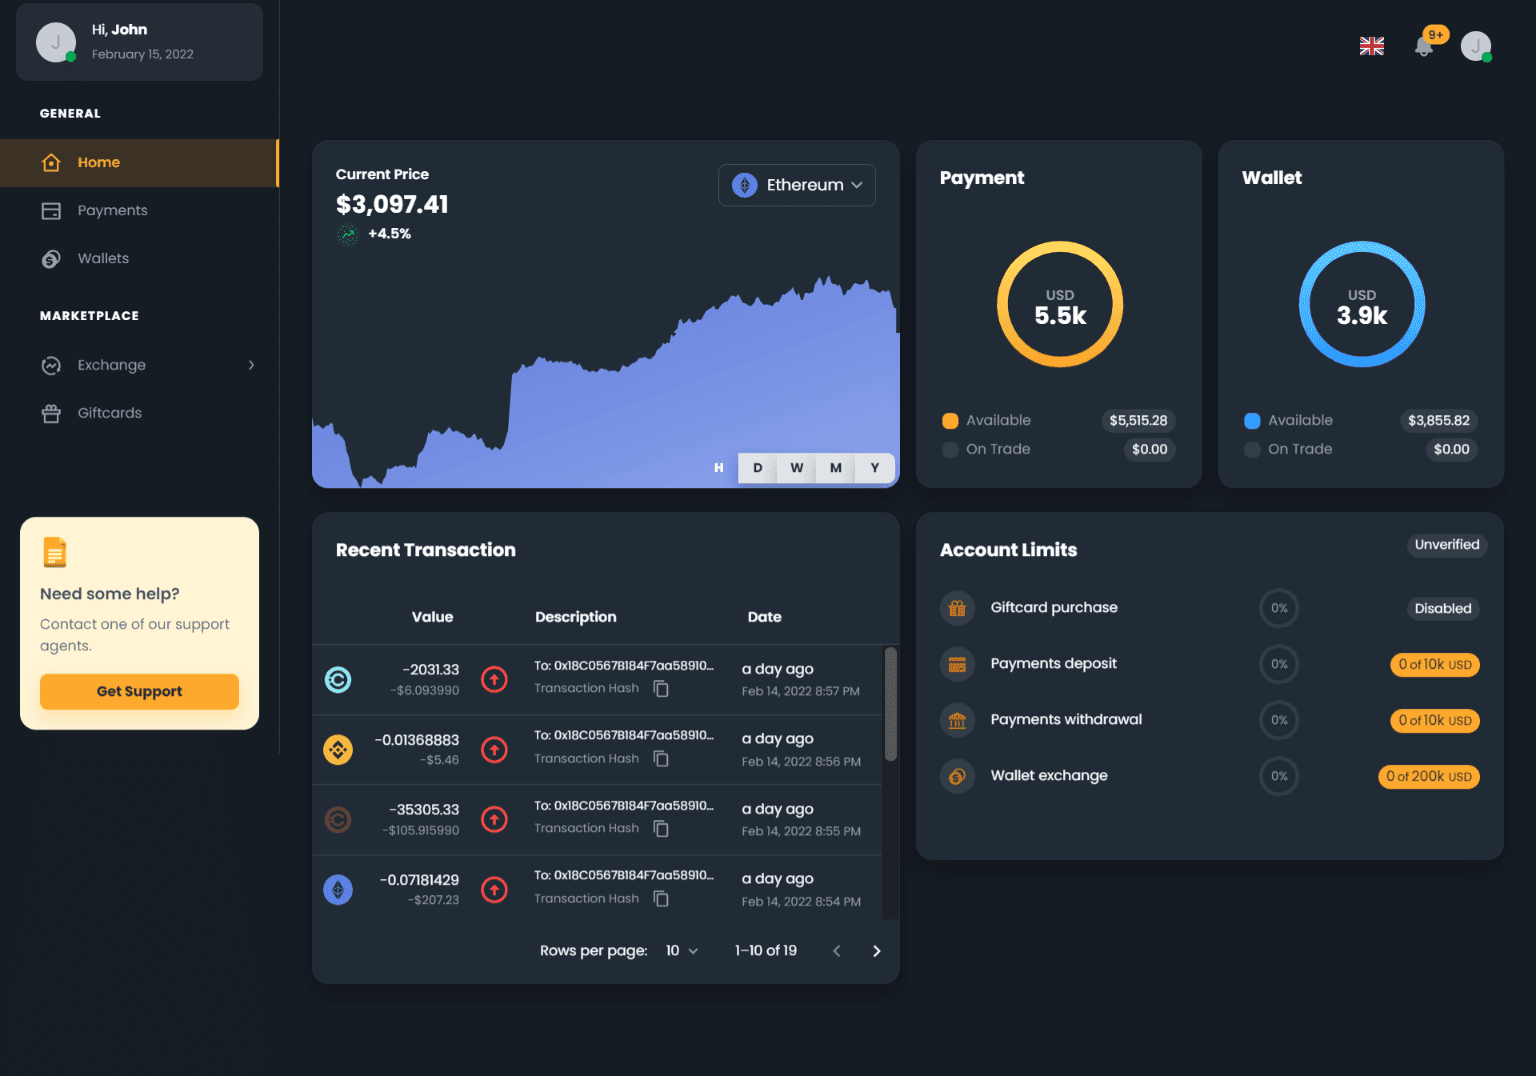 J
Hi, John
February 15, 2022
9+
J
GENERAL
Home
Payments
Wallets
MARKETPLACE
Exchange
Giftcards
Need some help?
Contact one of our support
agents.
Get Support
Current Price
$3,097.41
+4.5%
Ethereum
H D W M Y
Payment
USD
5.5k
Available $5,515.28
On Trade $0.00
Wallet
USD
3.9k
Available $3,855.82
On Trade $0.00
Recent Transaction
Value Description Date
-2031.33 To: 0x18C0567B184F7aa58910... a day ago
-$6.093990 Transaction Hash Feb 14, 2022 8:57 PM
-0.01368883 To: 0x18C0567B184F7aa58910... a day ago
-$5.46 Transaction Hash Feb 14, 2022 8:56 PM
-35305.33 To: 0x18C0567B184F7aa58910... a day ago
-$105.915990 Transaction Hash Feb 14, 2022 8:55 PM
-0.07181429 To: 0x18C0567B184F7aa58910... a day ago
-$207.23 Transaction Hash Feb 14, 2022 8:54 PM
Rows per page: 10 1–10 of 19
Account Limits Unverified
Giftcard purchase 0% Disabled
Payments deposit 0% 0 of 10k USD
Payments withdrawal 0% 0 of 10k USD
Wallet exchange 0% 0 of 200k USD